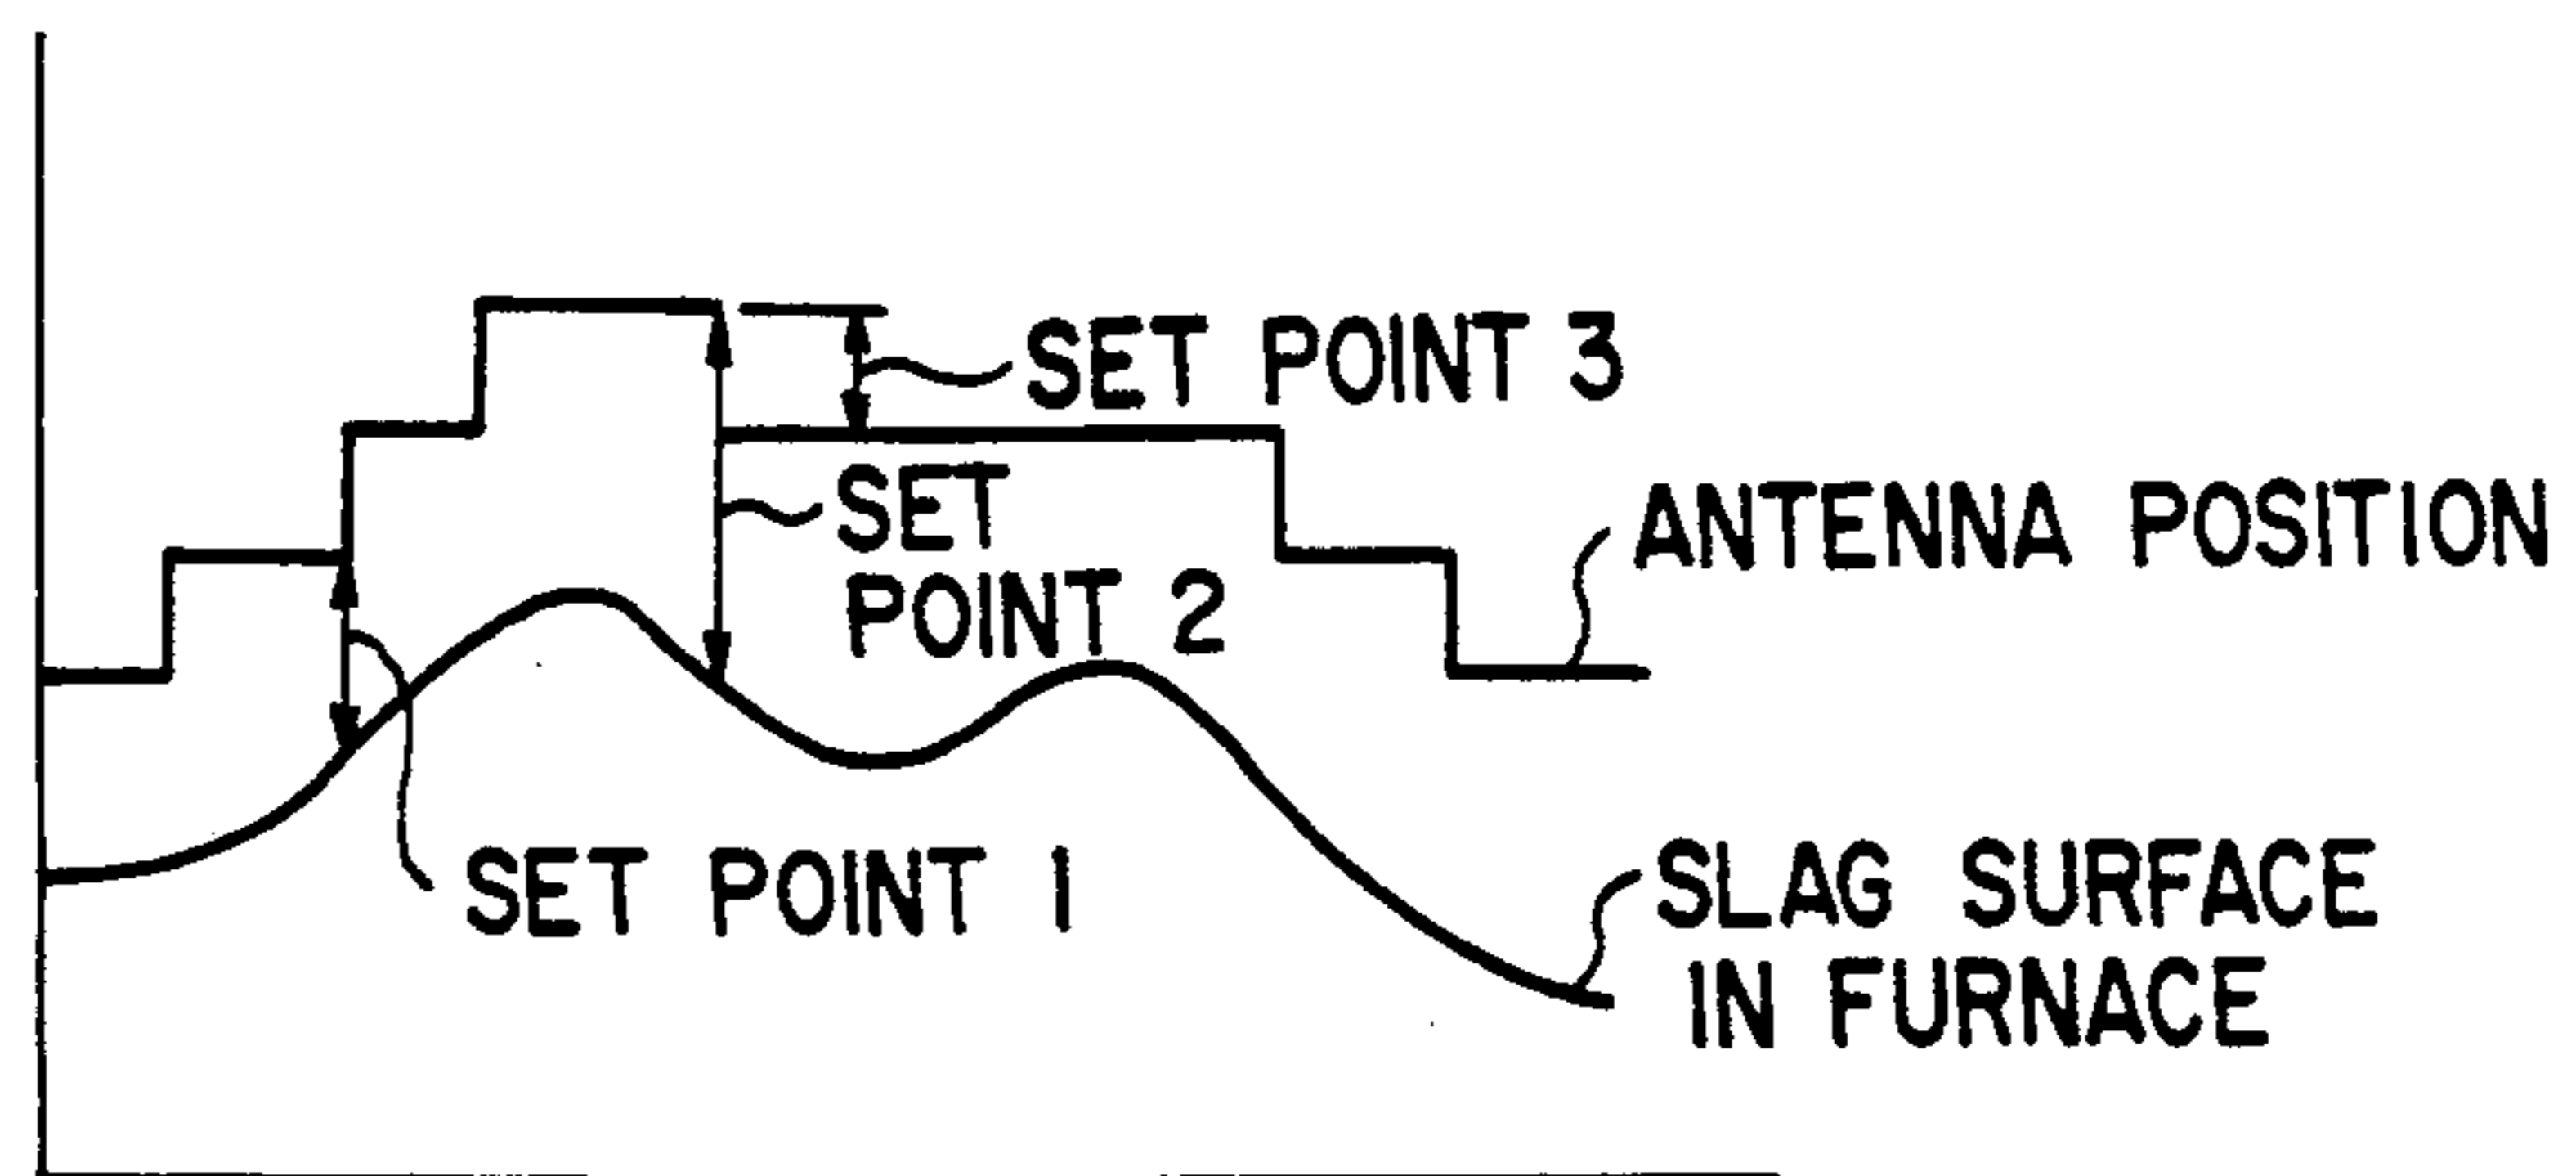 SET POINT 3
SET
POINT 2
ANTENNA POSITION
SET POINT 1
SLAG SURFACE
IN FURNACE